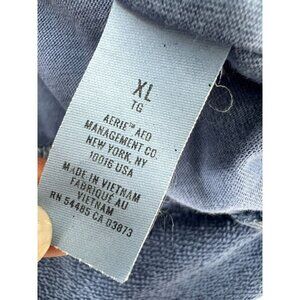 XL
TG
AERIE™ AEO
MANAGEMENT CO.
NEW YORK, NY
10016 USA
MADE IN VIETNAM
FABRIQUÉ AU
VIETNAM
RN 54485 CA 03873